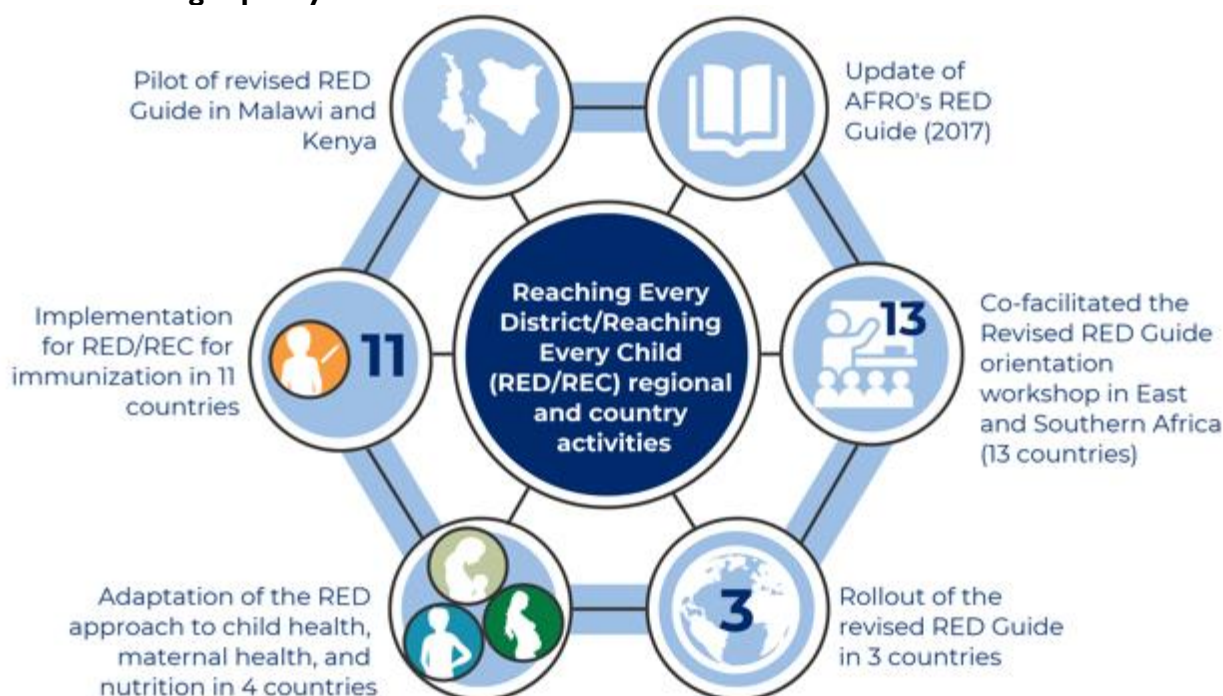 Pilot of revised RED
Guide in Malawi and
Kenya
Update of
AFRO's RED
Guide (2017)
Implementation
for RED/REC for
immunization in 11
countries
11
Reaching Every
District/Reaching
Every Child
(RED/REC) regional
and country
activities
13
Co-facilitated the
Revised RED Guide
orientation
workshop in East
and Southern Africa
(13 countries)
Adaptation of the RED
approach to child health,
maternal health, and
nutrition in 4 countries
3
Rollout of the
revised RED Guide
in 3 countries